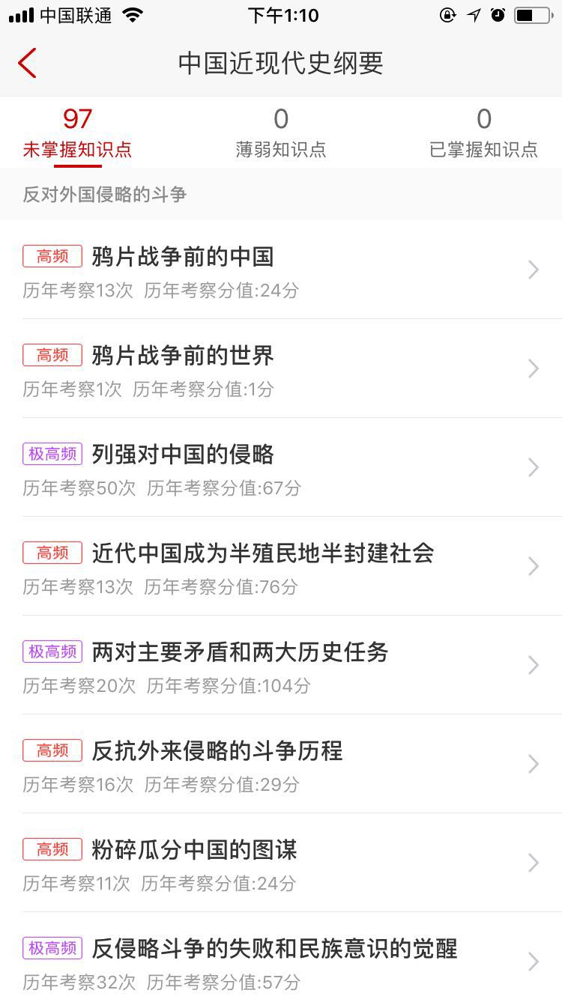 中国联通 下午1:10
中国近现代史纲要
97 0 0
未掌握知识点 薄弱知识点 已掌握知识点
反对外国侵略的斗争
高频 鸦片战争前的中国
历年考察13次 历年考察分值:24分
高频 鸦片战争前的世界
历年考察1次 历年考察分值:1分
极高频 列强对中国的侵略
历年考察50次 历年考察分值:67分
高频 近代中国成为半殖民地半封建社会
历年考察13次 历年考察分值:76分
极高频 两对主要矛盾和两大历史任务
历年考察20次 历年考察分值:104分
高频 反抗外来侵略的斗争历程
历年考察16次 历年考察分值:29分
高频 粉碎瓜分中国的图谋
历年考察11次 历年考察分值:24分
极高频 反侵略斗争的失败和民族意识的觉醒
历年考察32次 历年考察分值:57分